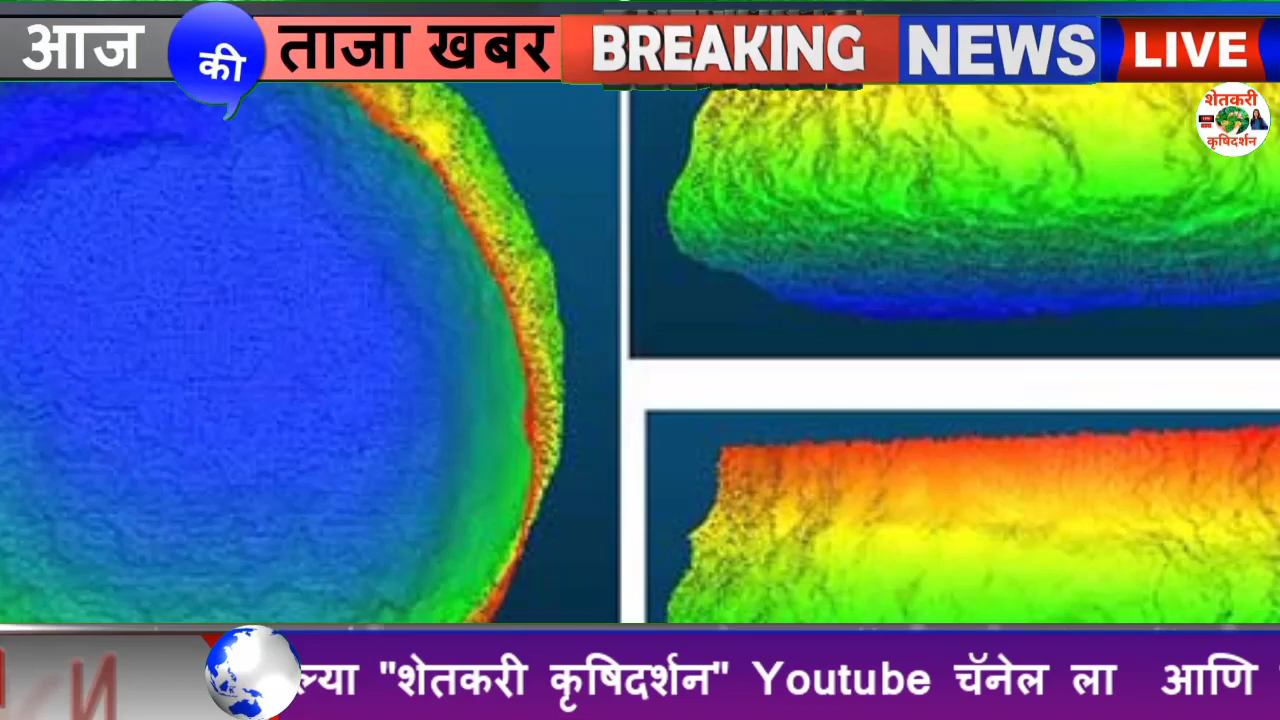 आज की ताजा खबर BREAKING NEWS LIVE
शेतकरी
कृषिदर्शन
ल्या "शेतकरी कृषिदर्शन" Youtube चॅनेल ला आणि